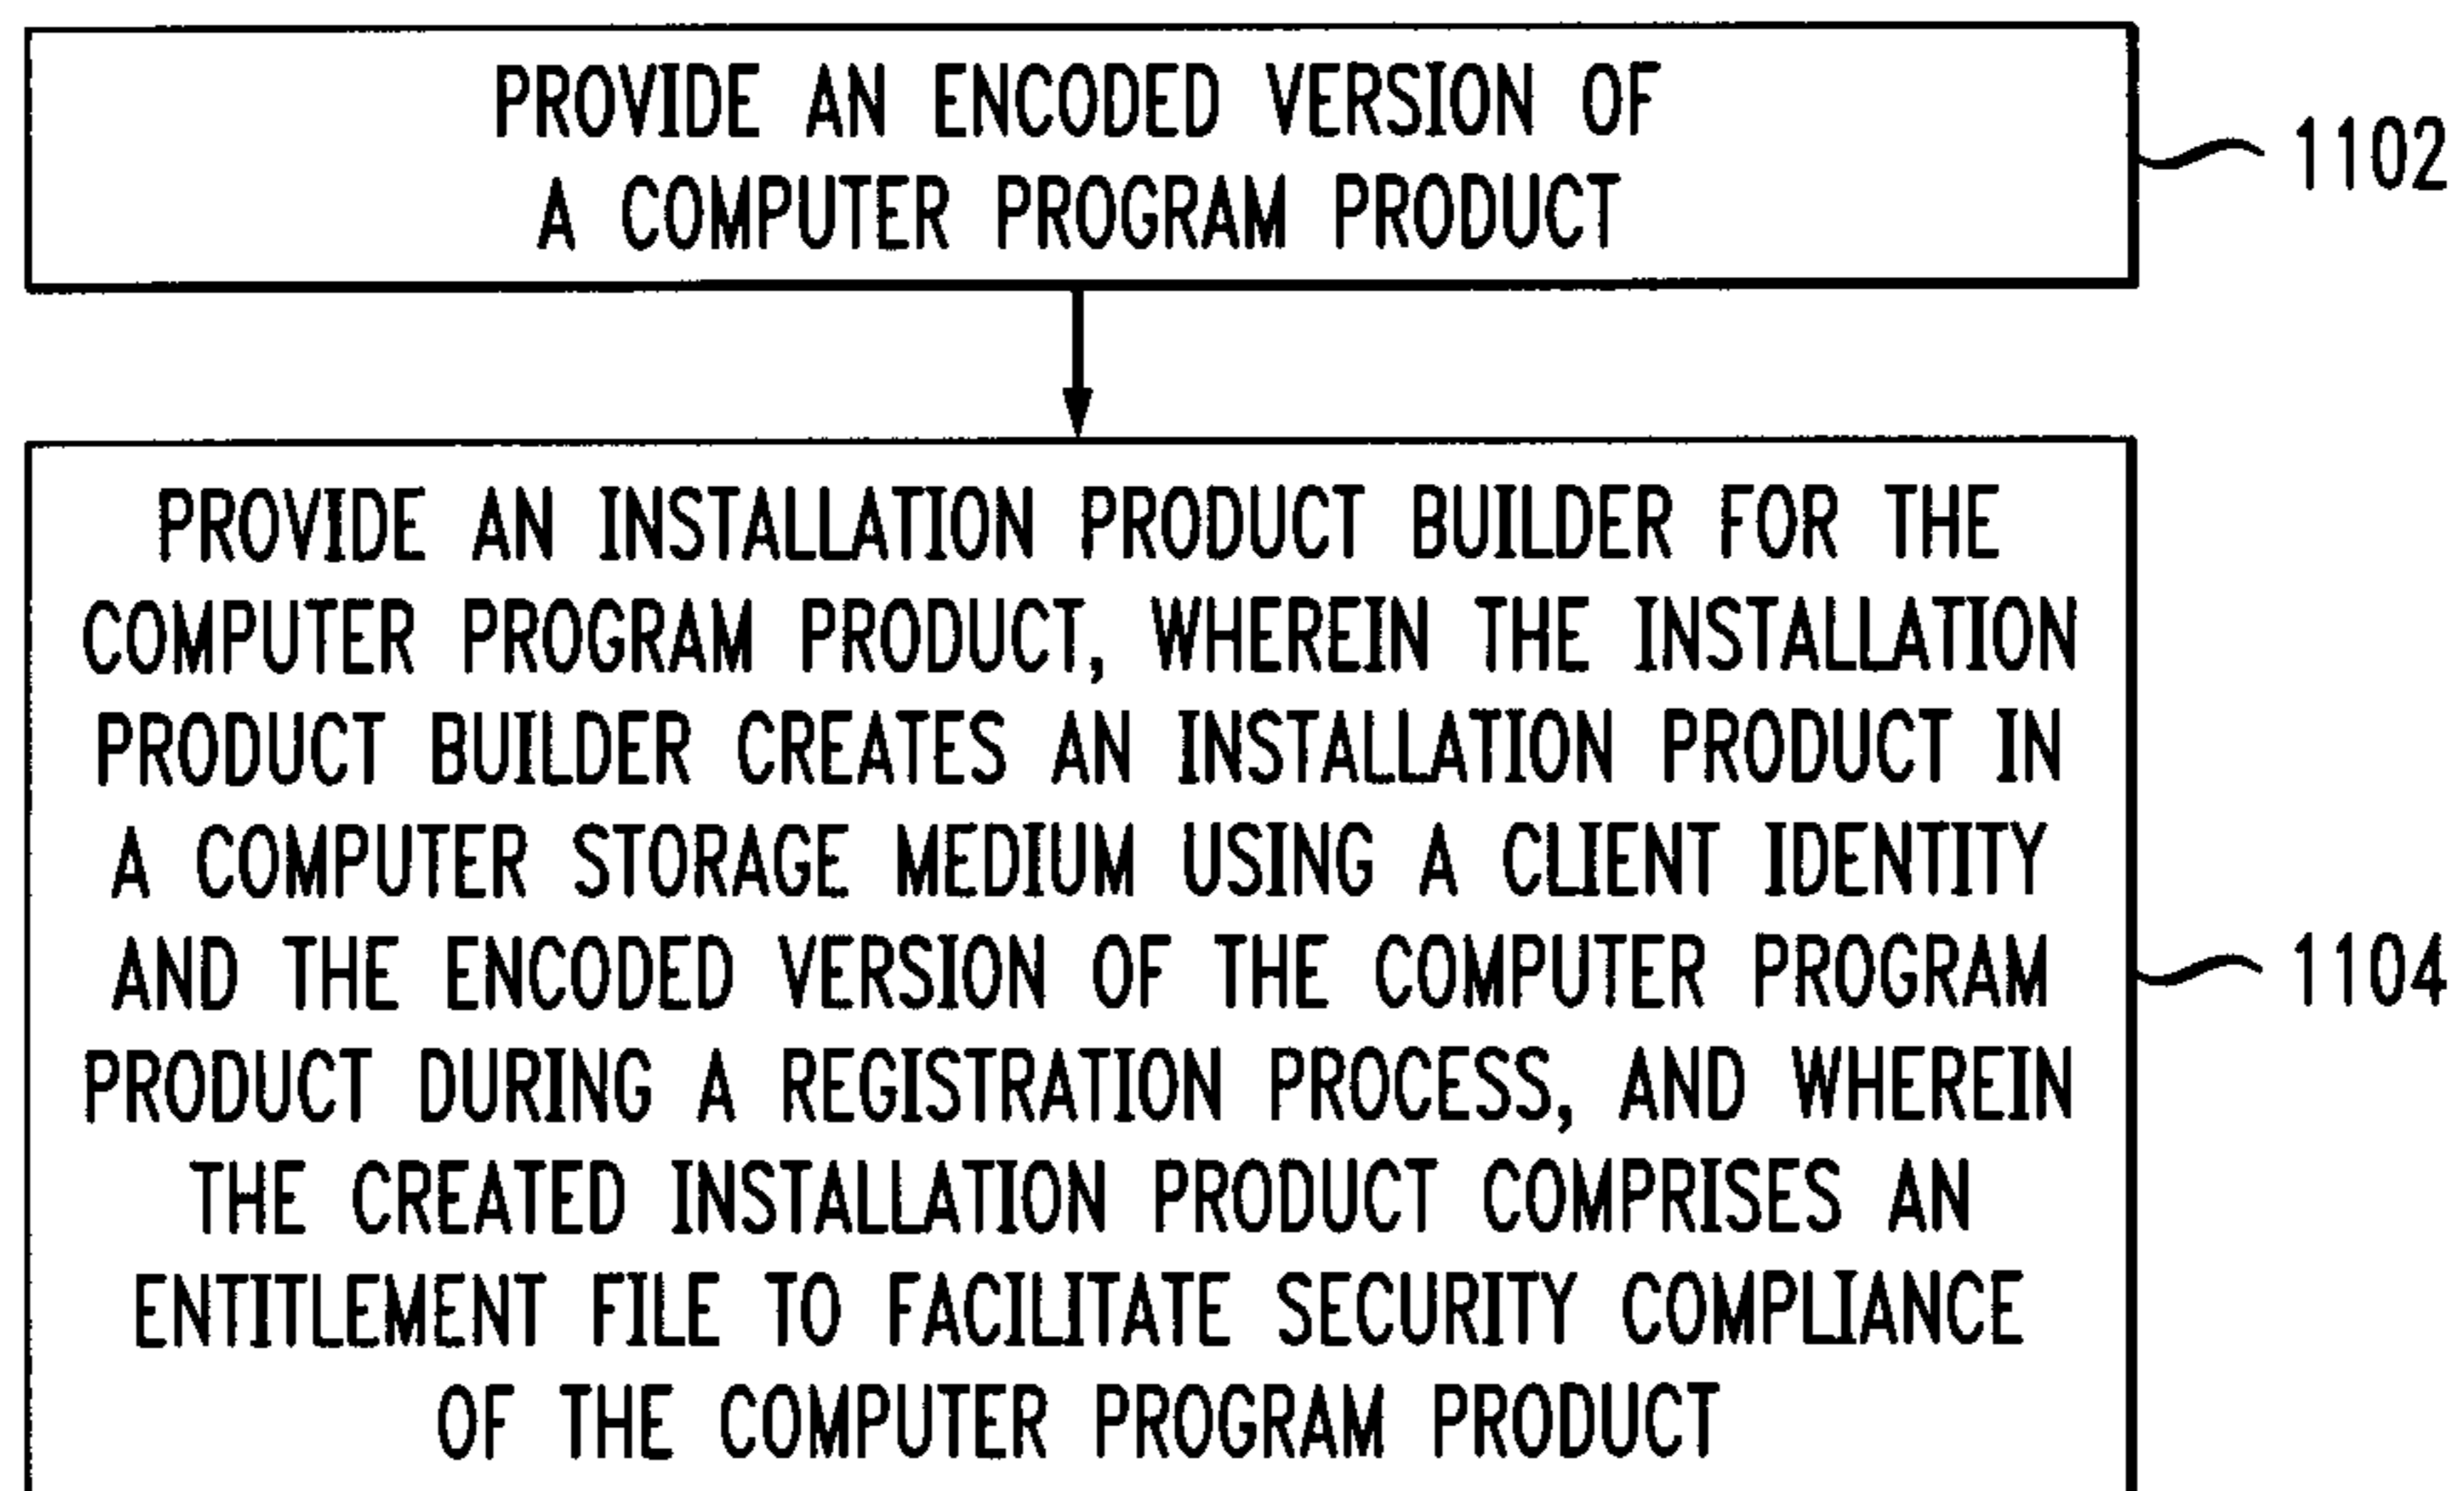 PROVIDE AN ENCODED VERSION OF
A COMPUTER PROGRAM PRODUCT
1102
PROVIDE AN INSTALLATION PRODUCT BUILDER FOR THE
COMPUTER PROGRAM PRODUCT, WHEREIN THE INSTALLATION
PRODUCT BUILDER CREATES AN INSTALLATION PRODUCT IN
A COMPUTER STORAGE MEDIUM USING A CLIENT IDENTITY
AND THE ENCODED VERSION OF THE COMPUTER PROGRAM
PRODUCT DURING A REGISTRATION PROCESS, AND WHEREIN
THE CREATED INSTALLATION PRODUCT COMPRISES AN
ENTITLEMENT FILE TO FACILITATE SECURITY COMPLIANCE
OF THE COMPUTER PROGRAM PRODUCT
1104